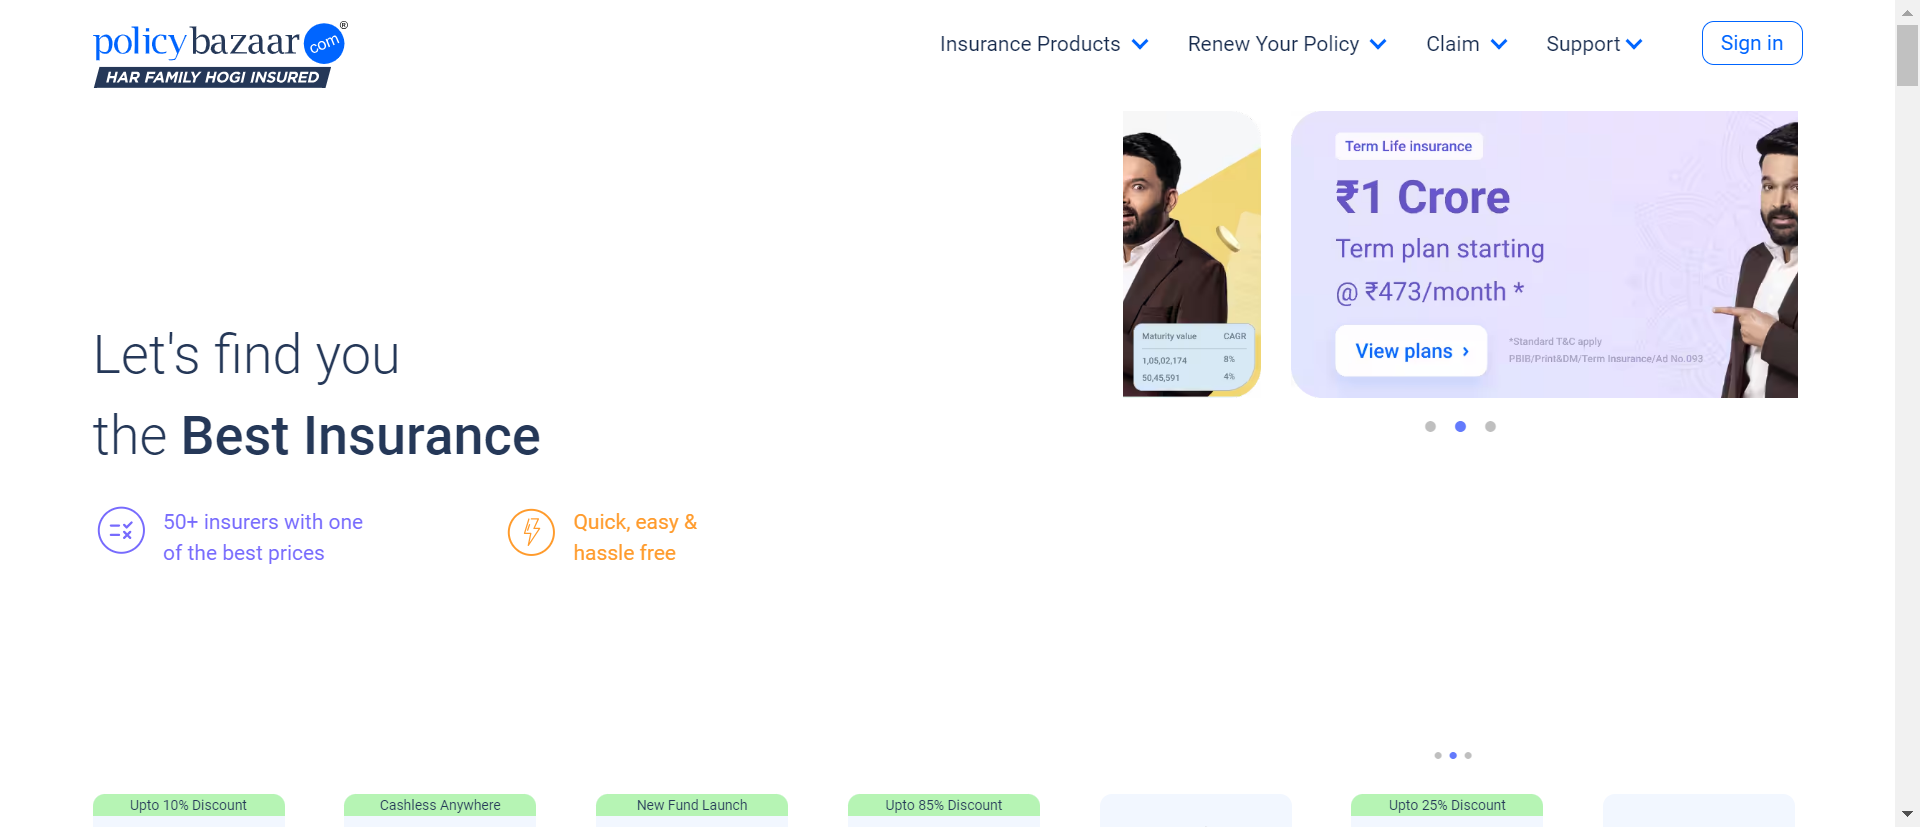 policybazaar.com®
HAR FAMILY HOGI INSURED
Insurance Products
Renew Your Policy
Claim
Support
Sign in
Maturity value CAGR
1,05,02,174 8%
50,45,591 4%
Term Life insurance
₹1 Crore
Term plan starting
@ ₹473/month *
View plans ›
*Standard T&C apply
PBIB/Print&DM/Term Insurance/Ad No.093
Let's find you
the Best Insurance
50+ insurers with one
of the best prices
Quick, easy &
hassle free
Upto 10% Discount
Cashless Anywhere
New Fund Launch
Upto 85% Discount
Upto 25% Discount